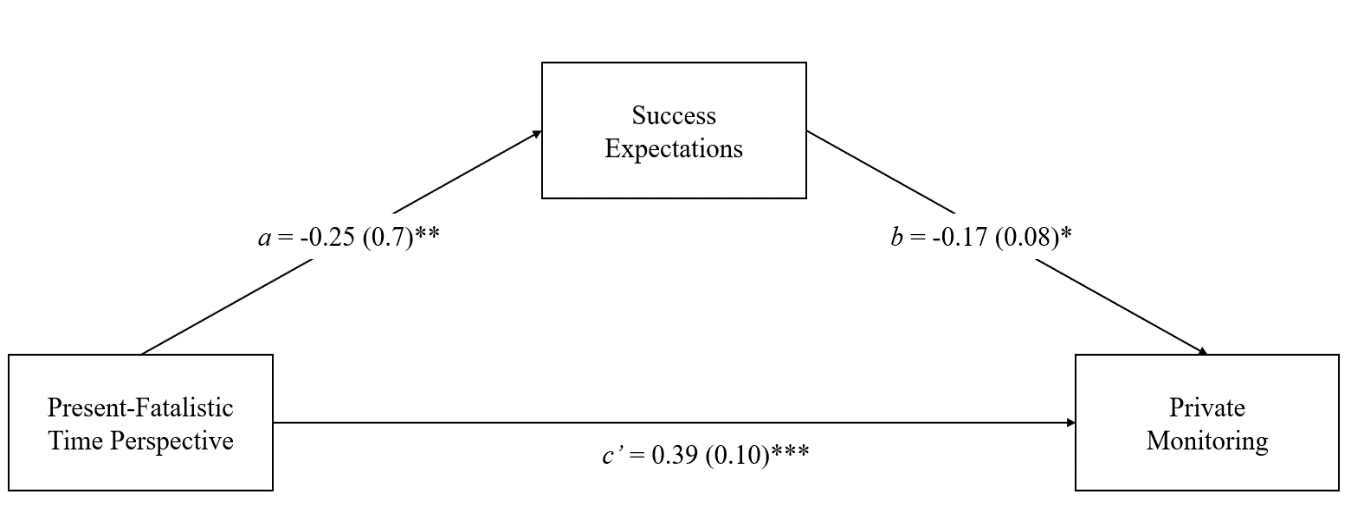 Success
Expectations
a = -0.25 (0.7)**
b = -0.17 (0.08)*
Present-Fatalistic
Time Perspective
Private
Monitoring
c’ = 0.39 (0.10)***